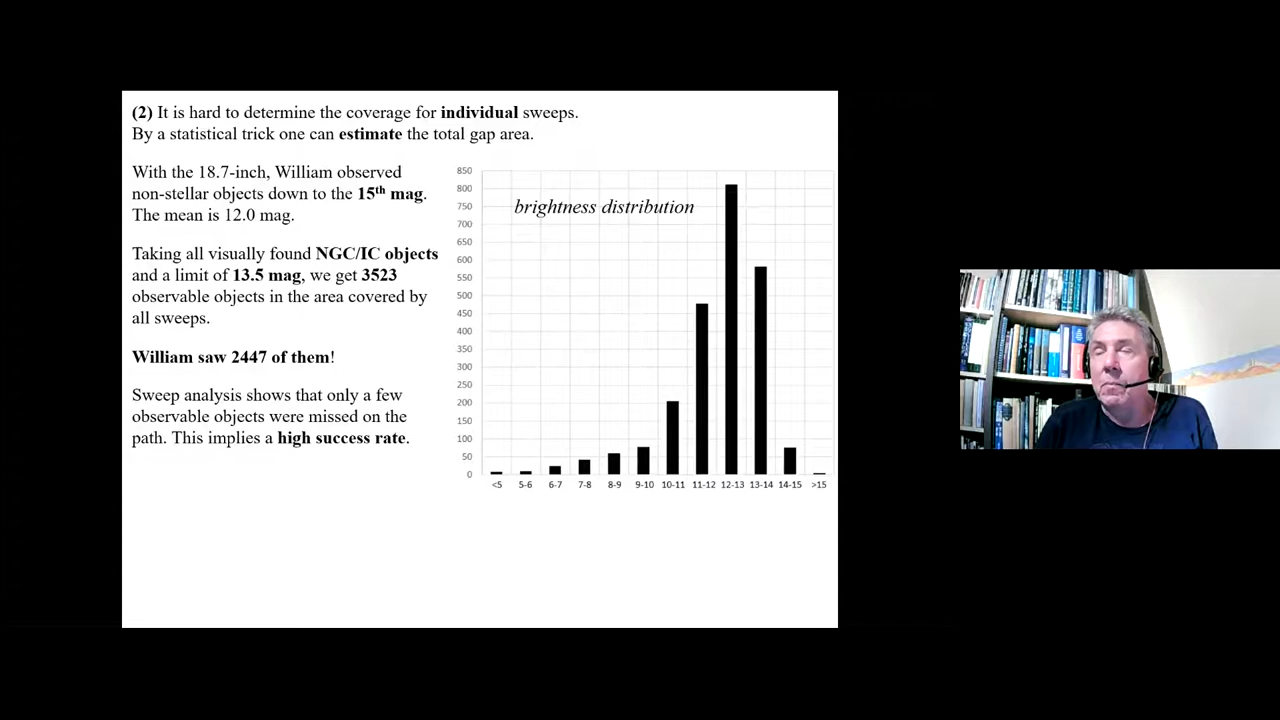 (2) It is hard to determine the coverage for individual sweeps.
By a statistical trick one can estimate the total gap area.
With the 18.7-inch, William observed
non-stellar objects down to the 15th mag.
The mean is 12.0 mag.
Taking all visually found NGC/IC objects
and a limit of 13.5 mag, we get 3523
observable objects in the area covered by
all sweeps.
William saw 2447 of them!
Sweep analysis shows that only a few
observable objects were missed on the
path. This implies a high success rate.
brightness distribution
850
800
750
700
650
600
550
500
450
400
350
300
250
200
150
100
50
0
<5 5-6 6-7 7-8 8-9 9-10 10-11 11-12 12-13 13-14 14-15 >15